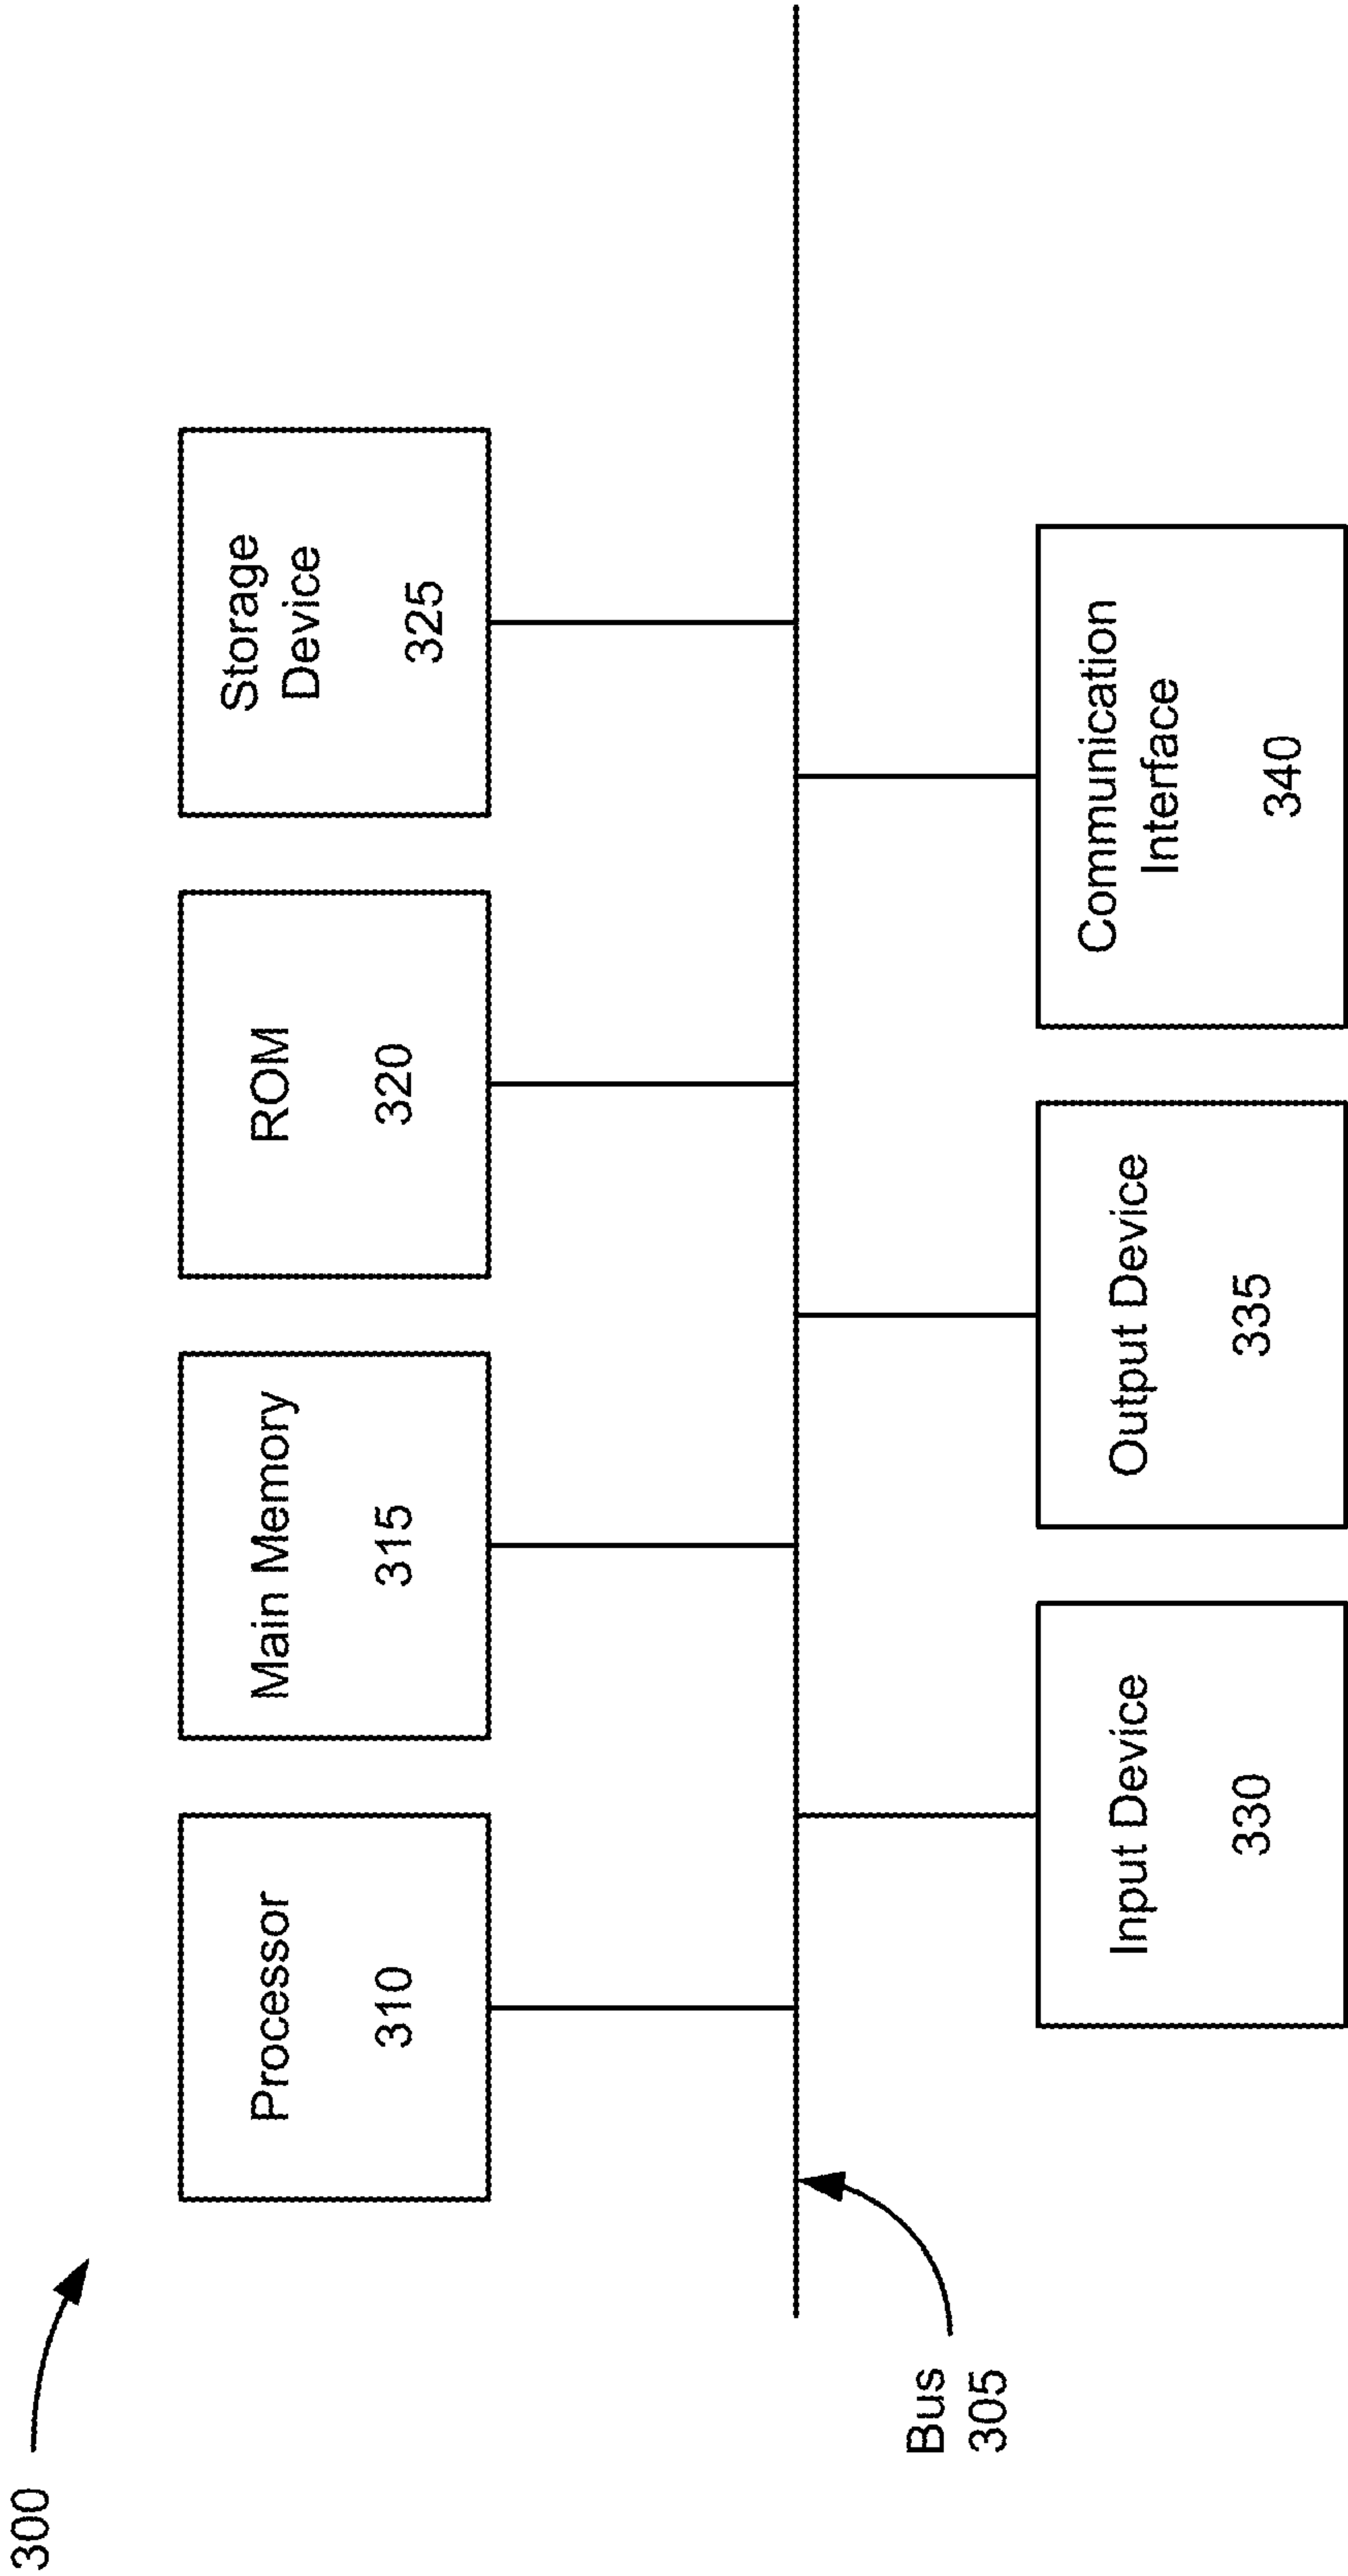 300
Processor
310
Main Memory
315
ROM
320
Storage
Device
325
Bus
305
Input Device
330
Output Device
335
Communication
Interface
340